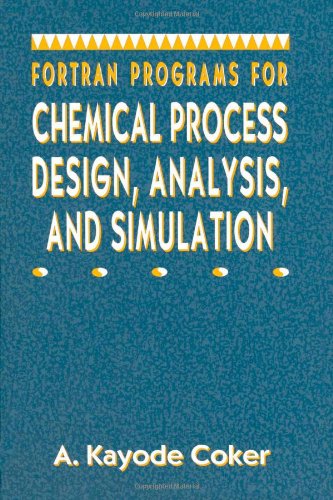 FORTRAN PROGRAMS FOR
CHEMICAL PROCESS
DESIGN, ANALYSIS,
AND SIMULATION
A. Kayode Coker